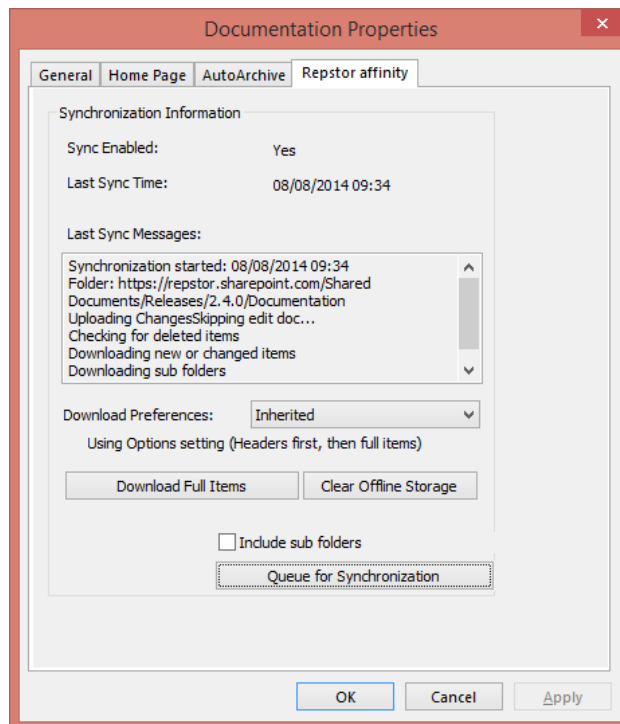 Documentation Properties
General Home Page AutoArchive Repstor affinity
Synchronization Information
Sync Enabled: Yes
Last Sync Time: 08/08/2014 09:34
Last Sync Messages:
Synchronization started: 08/08/2014 09:34
Folder: https://repstor.sharepoint.com/Shared
Documents/Releases/2.4.0/Documentation
Uploading ChangesSkipping edit doc...
Checking for deleted items
Downloading new or changed items
Downloading sub folders
Download Preferences: Inherited
Using Options setting (Headers first, then full items)
Download Full Items Clear Offline Storage
Include sub folders
Queue for Synchronization
OK Cancel Apply